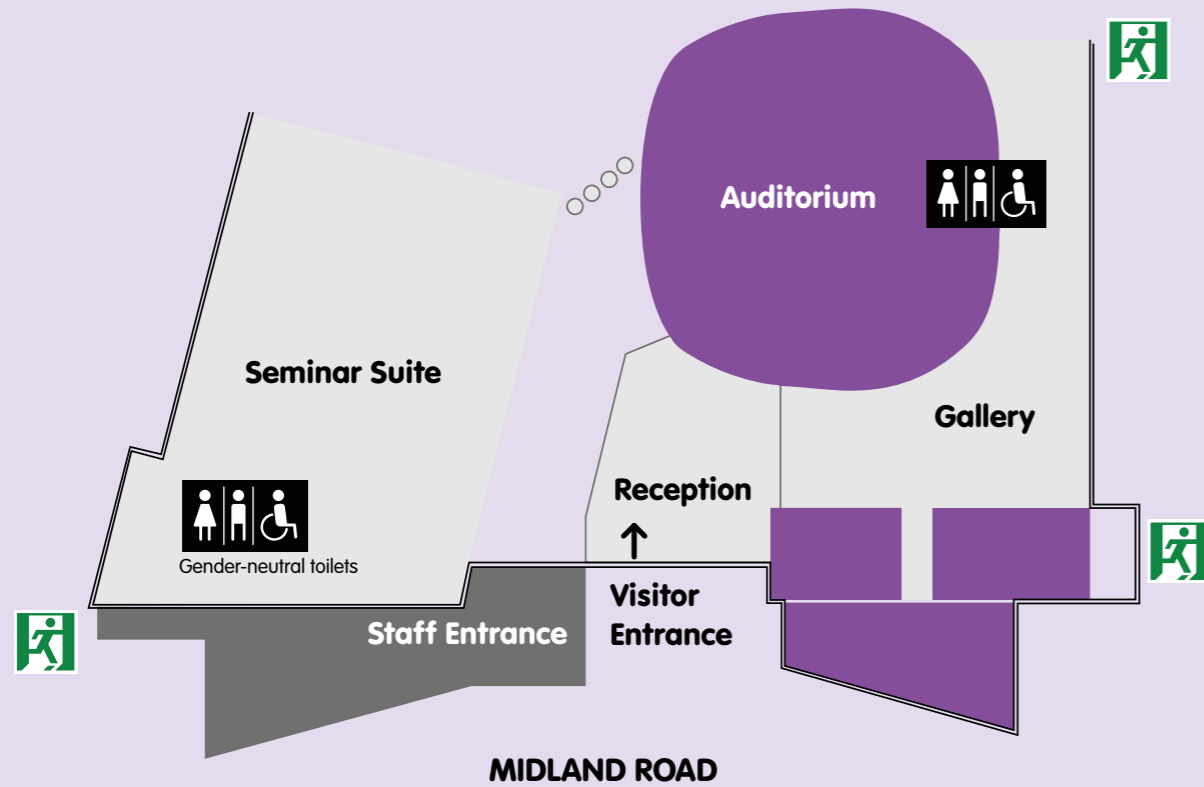 Auditorium
Seminar Suite
Gallery
Reception
Gender-neutral toilets
Visitor
Entrance
Staff Entrance
MIDLAND ROAD